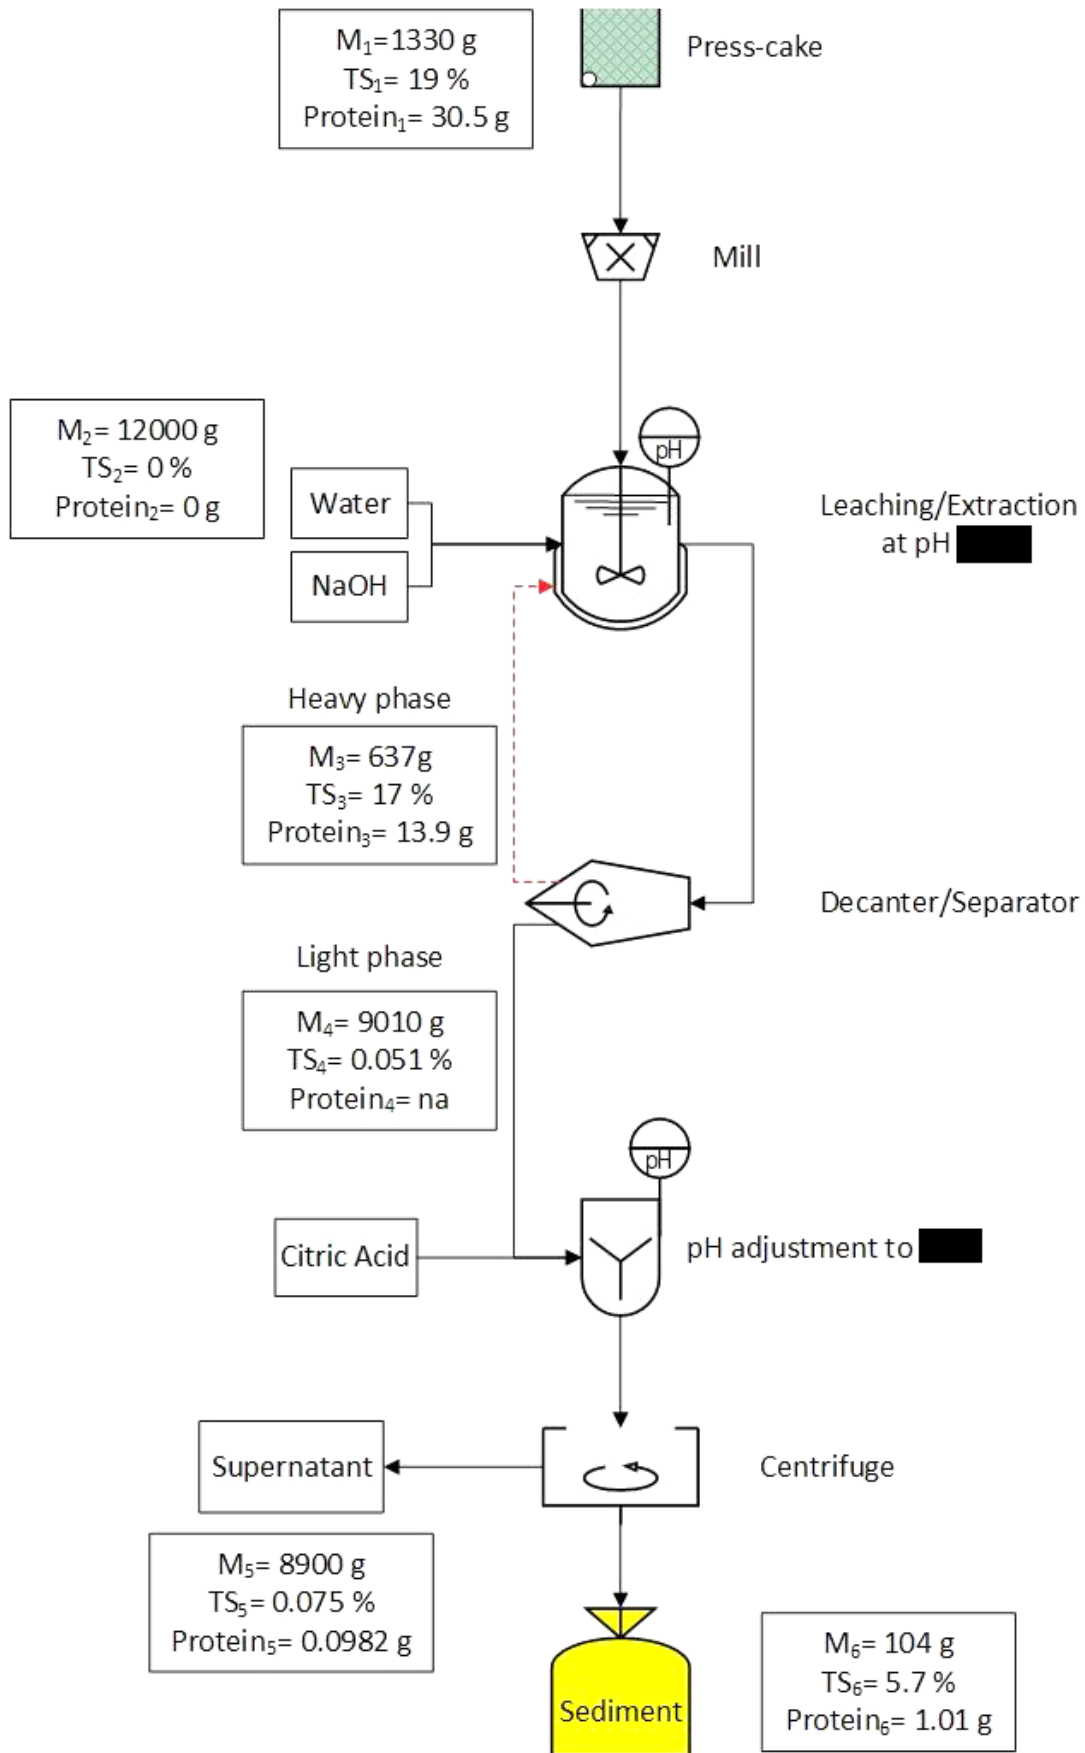 M₁=1330 g
TS₁= 19 %
Protein₁= 30.5 g
Press-cake
Mill
M₂= 12000 g
TS₂= 0 %
Protein₂= 0 g
Water
NaOH
pH
Leaching/Extraction
at pH
Heavy phase
M₃= 637g
TS₃= 17 %
Protein₃= 13.9 g
Decanter/Separator
Light phase
M₄= 9010 g
TS₄= 0.051 %
Protein₄= na
pH
Citric Acid
pH adjustment to
Supernatant
Centrifuge
M₅= 8900 g
TS₅= 0.075 %
Protein₅= 0.0982 g
Sediment
M₆= 104 g
TS₆= 5.7 %
Protein₆= 1.01 g